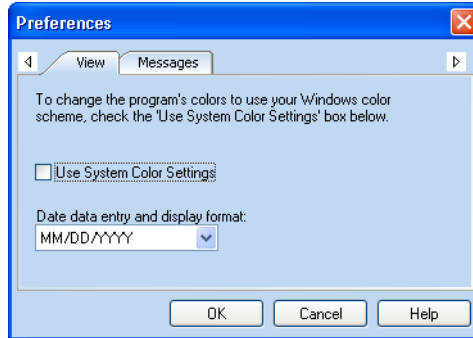 Preferences
View Messages
To change the program's colors to use your Windows color
scheme, check the 'Use System Color Settings' box below.
Use System Color Settings
Date data entry and display format:
MM/DD/YYYY
OK Cancel Help